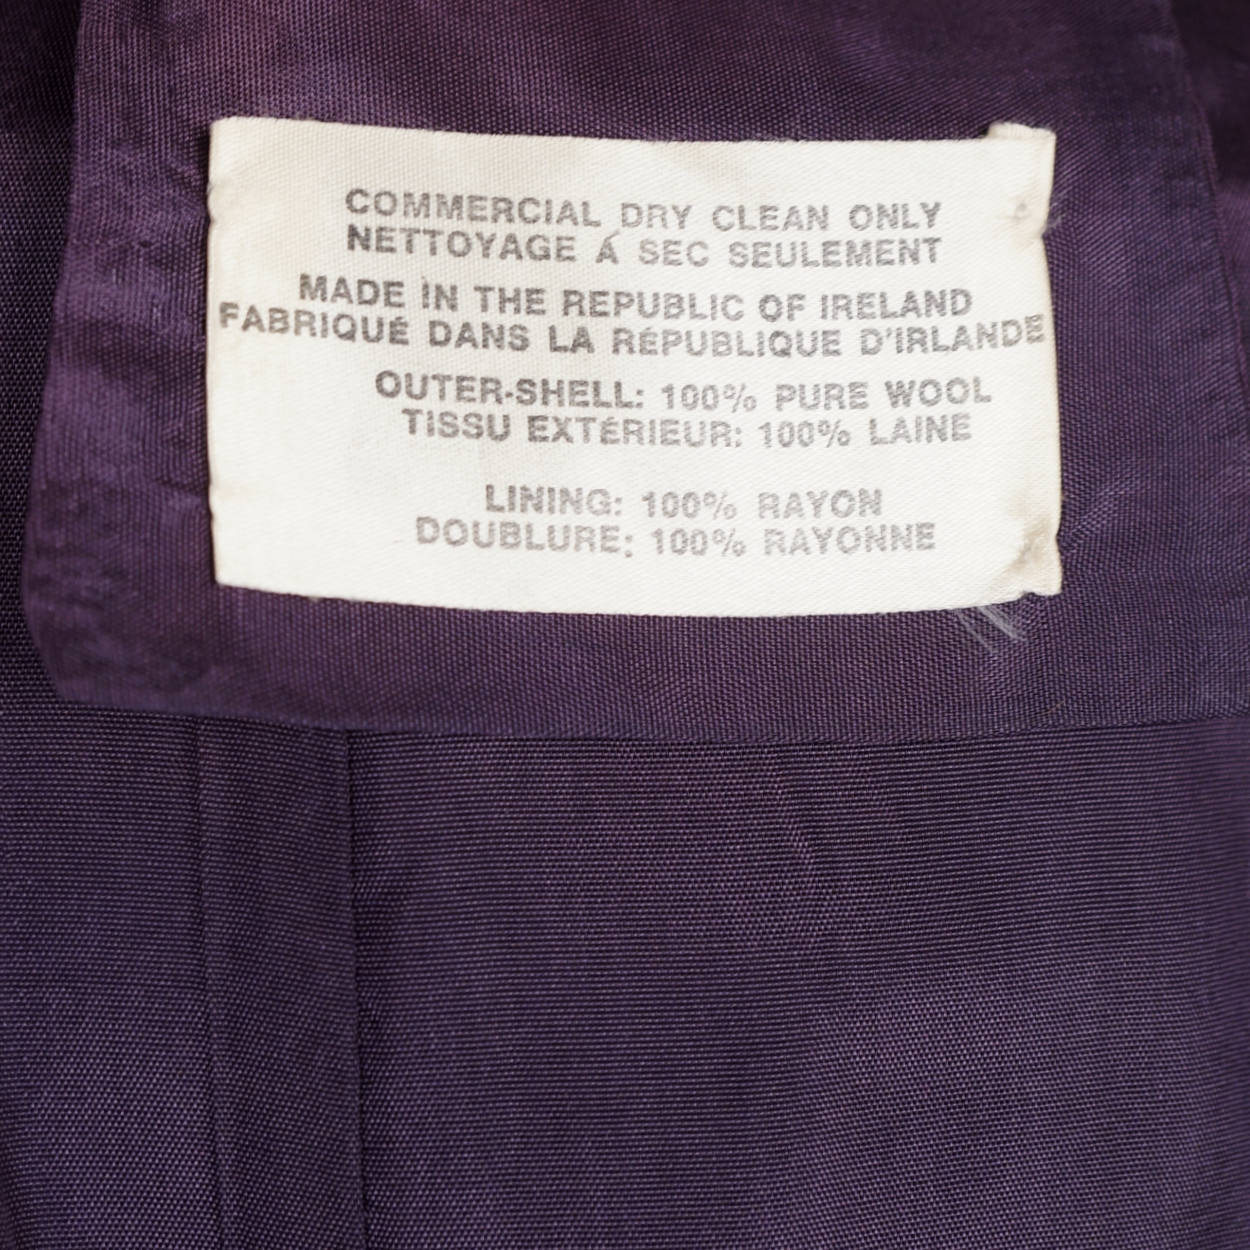 COMMERCIAL DRY CLEAN ONLY
NETTOYAGE Á SEC SEULEMENT
MADE IN THE REPUBLIC OF IRELAND
FABRIQUÉ DANS LA RÉPUBLIQUE D'IRLANDE
OUTER-SHELL: 100% PURE WOOL
TISSU EXTÉRIEUR: 100% LAINE
LINING: 100% RAYON
DOUBLURE: 100% RAYONNE